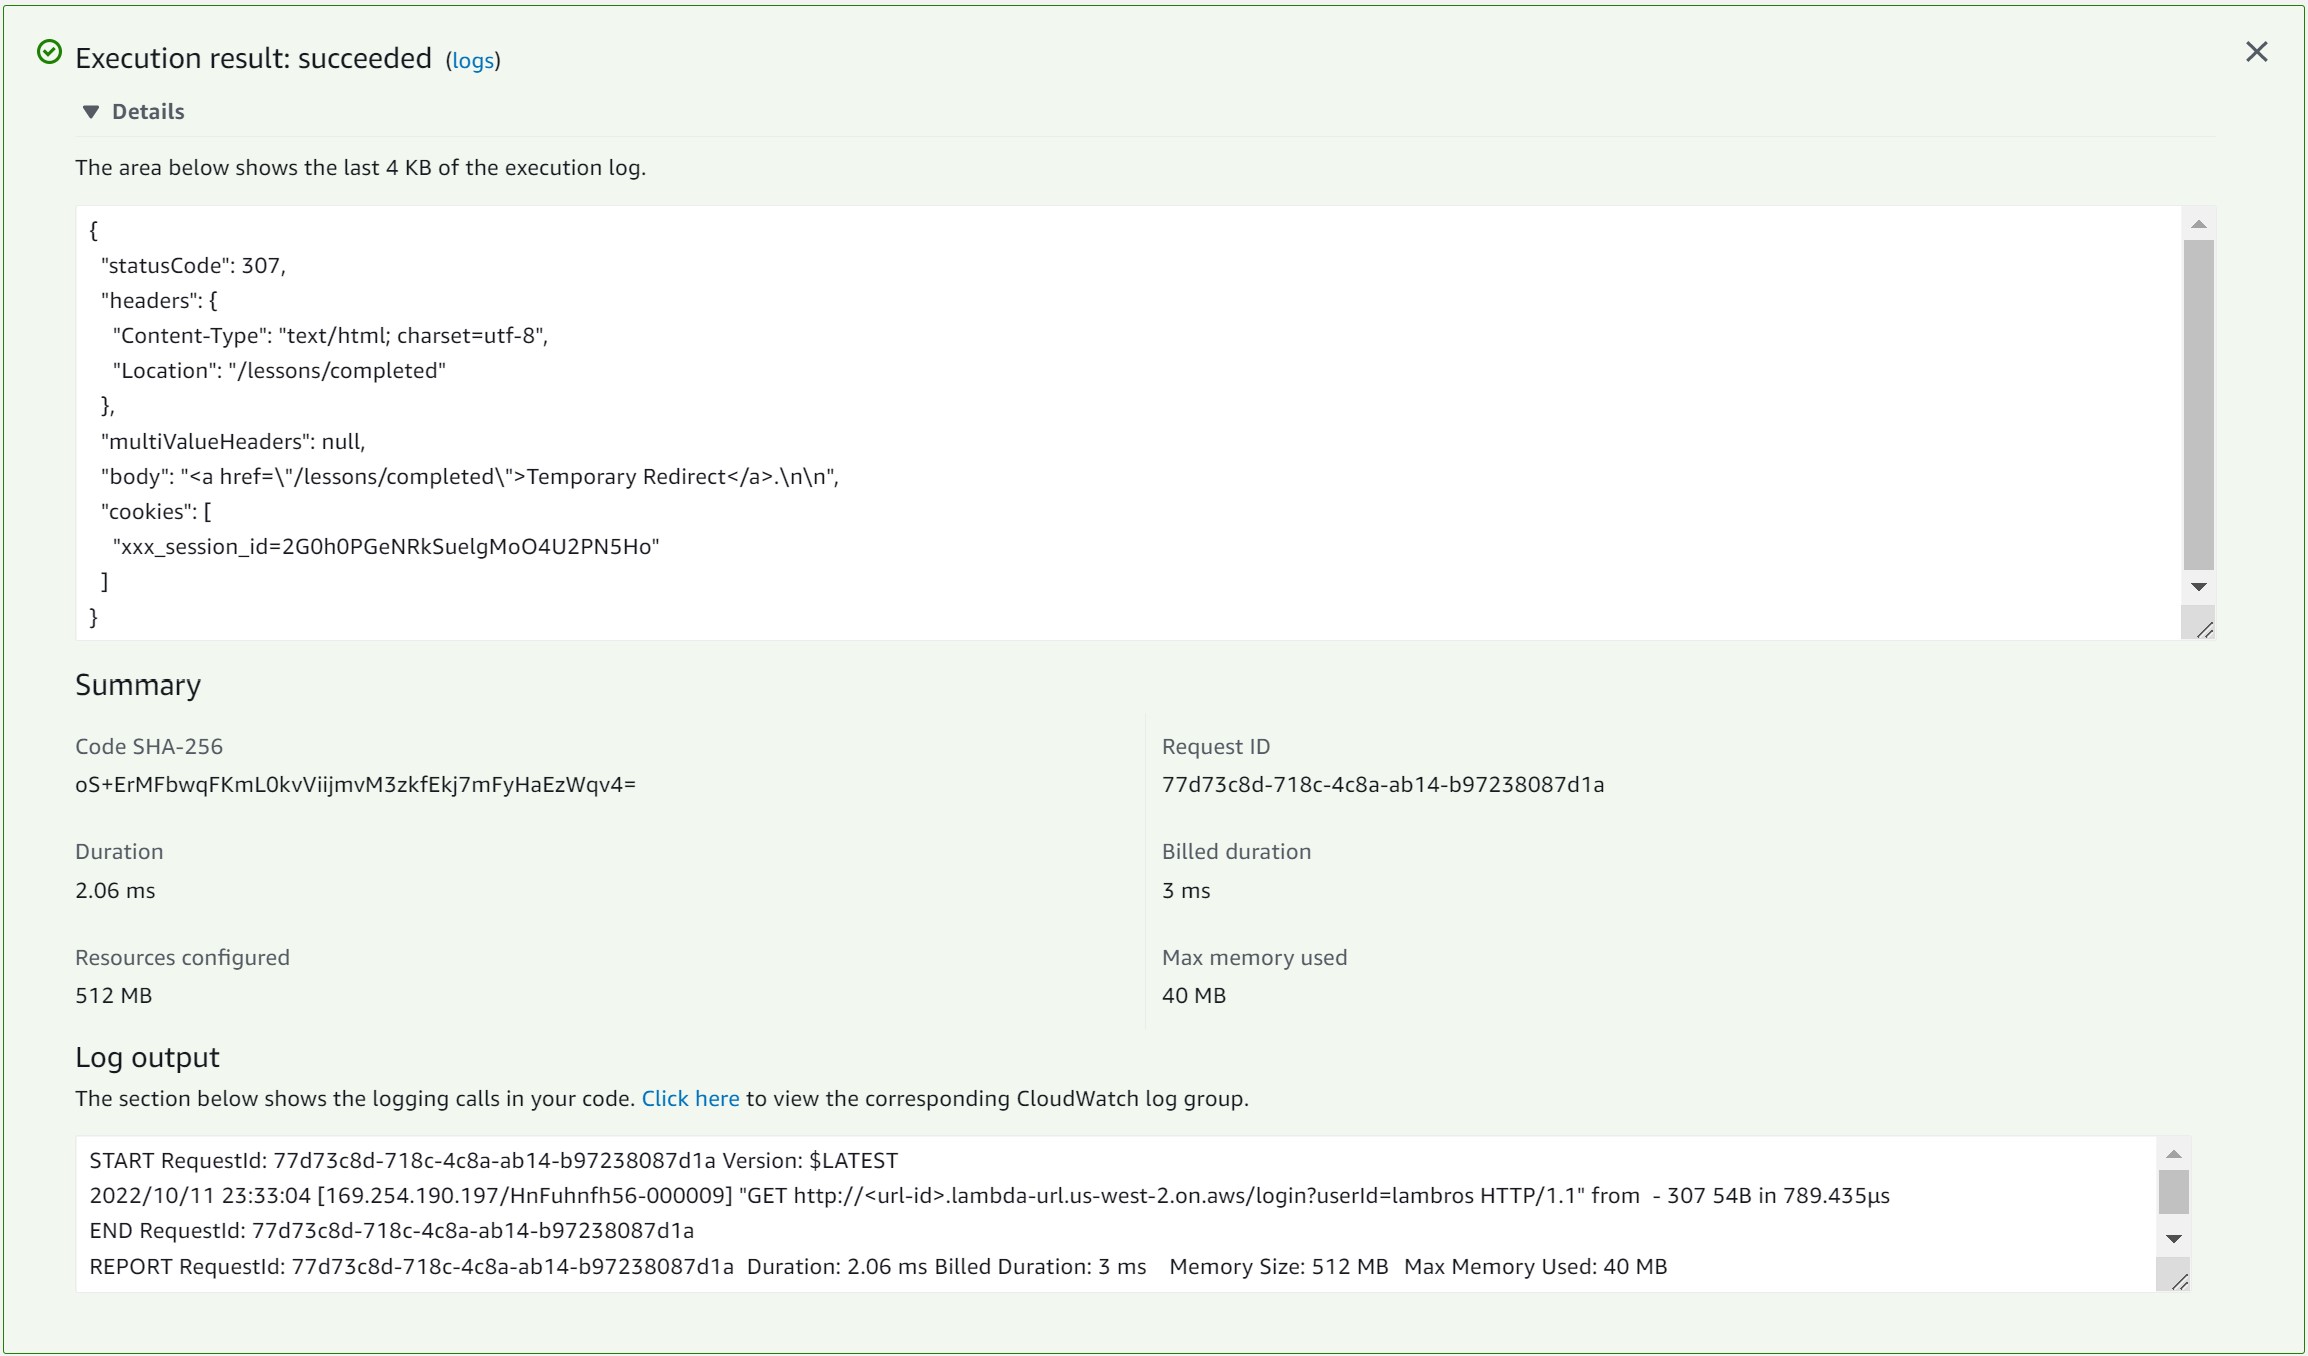 Execution result: succeeded (logs)
Details
The area below shows the last 4 KB of the execution log.
{
"statusCode": 307,
"headers": {
"Content-Type": "text/html; charset=utf-8",
"Location": "/lessons/completed"
},
"multiValueHeaders": null,
"body": "<a href=\"/lessons/completed\">Temporary Redirect</a>.\n\n",
"cookies": [
"xxx_session_id=2G0h0PGeNRkSuelgMoO4U2PN5Ho"
]
}
Summary
Code SHA-256
oS+ErMFbwqFKmL0kvViijmvM3zkfEkj7mFyHaEzWqv4=
Request ID
77d73c8d-718c-4c8a-ab14-b97238087d1a
Duration
2.06 ms
Billed duration
3 ms
Resources configured
512 MB
Max memory used
40 MB
Log output
The section below shows the logging calls in your code. Click here to view the corresponding CloudWatch log group.
START RequestId: 77d73c8d-718c-4c8a-ab14-b97238087d1a Version: $LATEST
2022/10/11 23:33:04 [169.254.190.197/HnFuhnfh56-000009] "GET http://<url-id>.lambda-url.us-west-2.on.aws/login?userId=lambros HTTP/1.1" from  - 307 54B in 789.435µs
END RequestId: 77d73c8d-718c-4c8a-ab14-b97238087d1a
REPORT RequestId: 77d73c8d-718c-4c8a-ab14-b97238087d1a  Duration: 2.06 ms Billed Duration: 3 ms  Memory Size: 512 MB  Max Memory Used: 40 MB